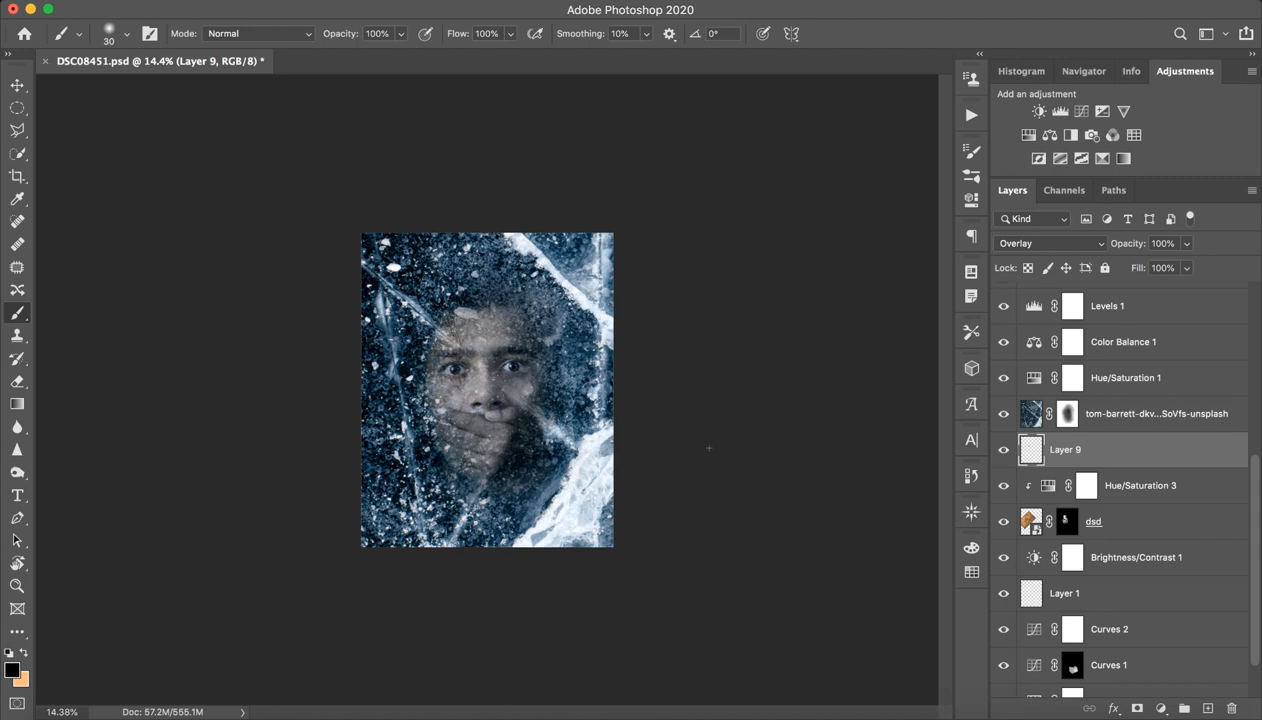 Adobe Photoshop 2020
30
Mode: Normal
Opacity: 100%
Flow: 100%
Smoothing: 10%
0°
DSC08451.psd @ 14.4% (Layer 9, RGB/8) *
Histogram
Navigator
Info
Adjustments
Add an adjustment
Layers
Channels
Paths
Kind
Overlay
Opacity: 100%
Lock:
Fill: 100%
Levels 1
Color Balance 1
Hue/Saturation 1
tom-barrett-dkv...SoVfs-unsplash
Layer 9
Hue/Saturation 3
dsd
Brightness/Contrast 1
Layer 1
Curves 2
Curves 1
14.38%
Doc: 57.2M/555.1M